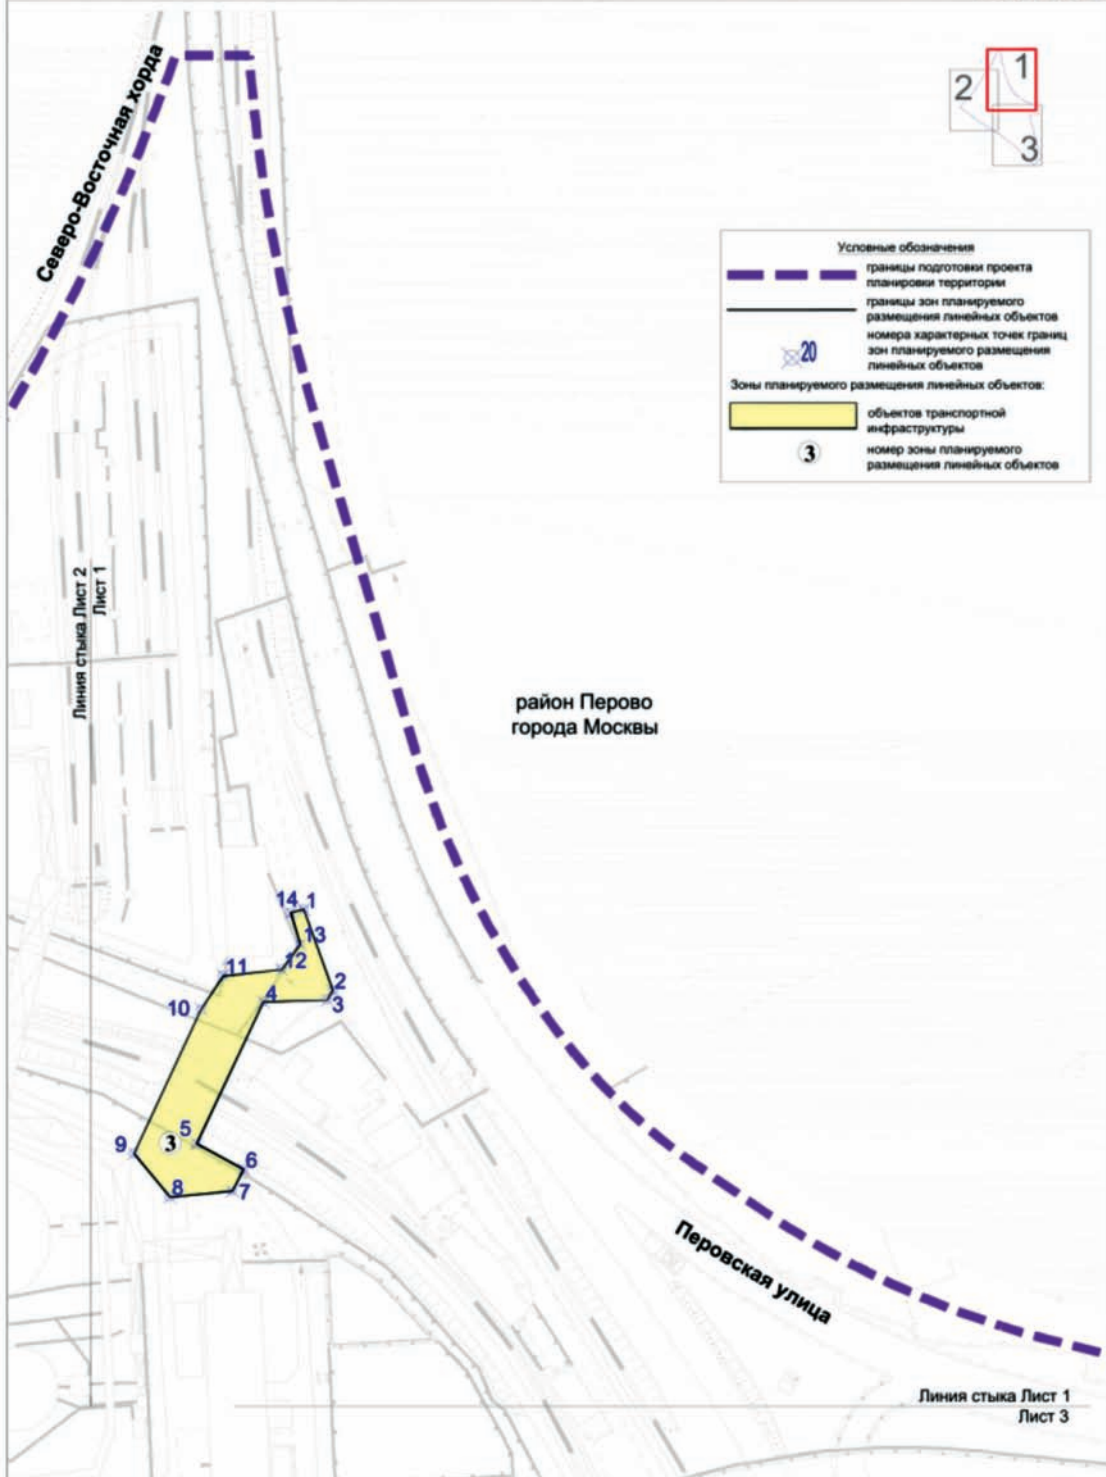 Северо-Восточная хорда
1
2
3
Условные обозначения
границы подготовки проекта
планировки территории
границы зон планируемого
размещения линейных объектов
номера характерных точек границ
20
зон планируемого размещения
линейных объектов
Зоны планируемого размещения линейных объектов:
объектов транспортной
инфраструктуры
3
номер зоны планируемого
размещения линейных объектов
Линия стыка Лист 2
Лист 1
район Перово
города Москвы
14
1
13
12
11
2
4
3
10
5
3
9
6
8
7
Перовская улица
Линия стыка Лист 1
Лист 3